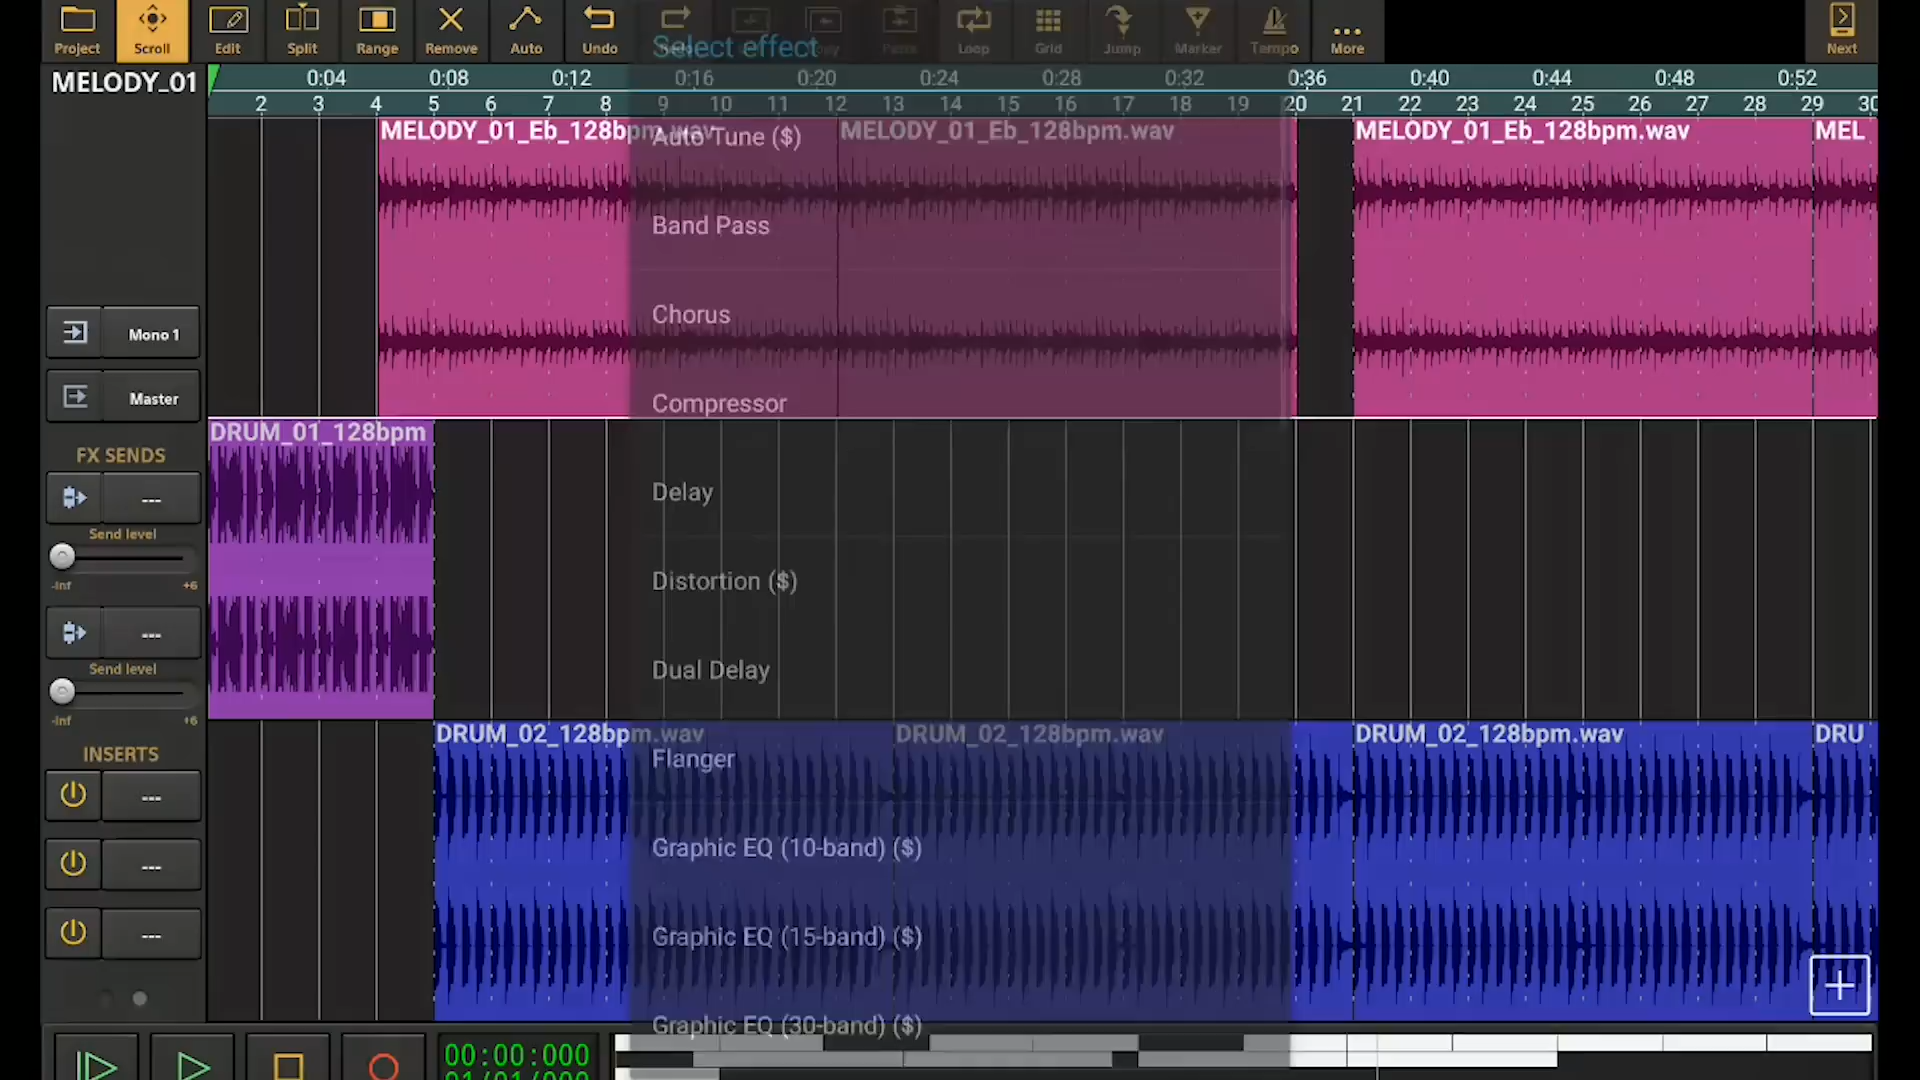 Project Scroll Edit Split Range Remove Auto Undo Loop Grid Jump Marker Tempo More Next
Select effect
MELODY_01
0:04 0:08 0:12 0:16 0:20 0:24 0:28 0:32 0:36 0:40 0:44 0:48 0:52
2 3 4 5 6 7 8 9 10 11 12 13 14 15 16 17 18 19 20 21 22 23 24 25 26 27 28 29 30
MELODY_01_Eb_128bpm.wav MELODY_01_Eb_128bpm.wav MELODY_01_Eb_128bpm.wav MEL
Auto Tune ($)
Band Pass
Chorus
Mono 1
Master
Compressor
DRUM_01_128bpm
FX SENDS
---
Delay
Send level
-Inf +6
Distortion ($)
---
Send level
Dual Delay
-Inf +6
DRUM_02_128bpm.wav DRUM_02_128bpm.wav DRUM_02_128bpm.wav DRU
INSERTS
Flanger
---
Graphic EQ (10-band) ($)
---
Graphic EQ (15-band) ($)
---
Graphic EQ (30-band) ($)
00:00:000
01/01/000